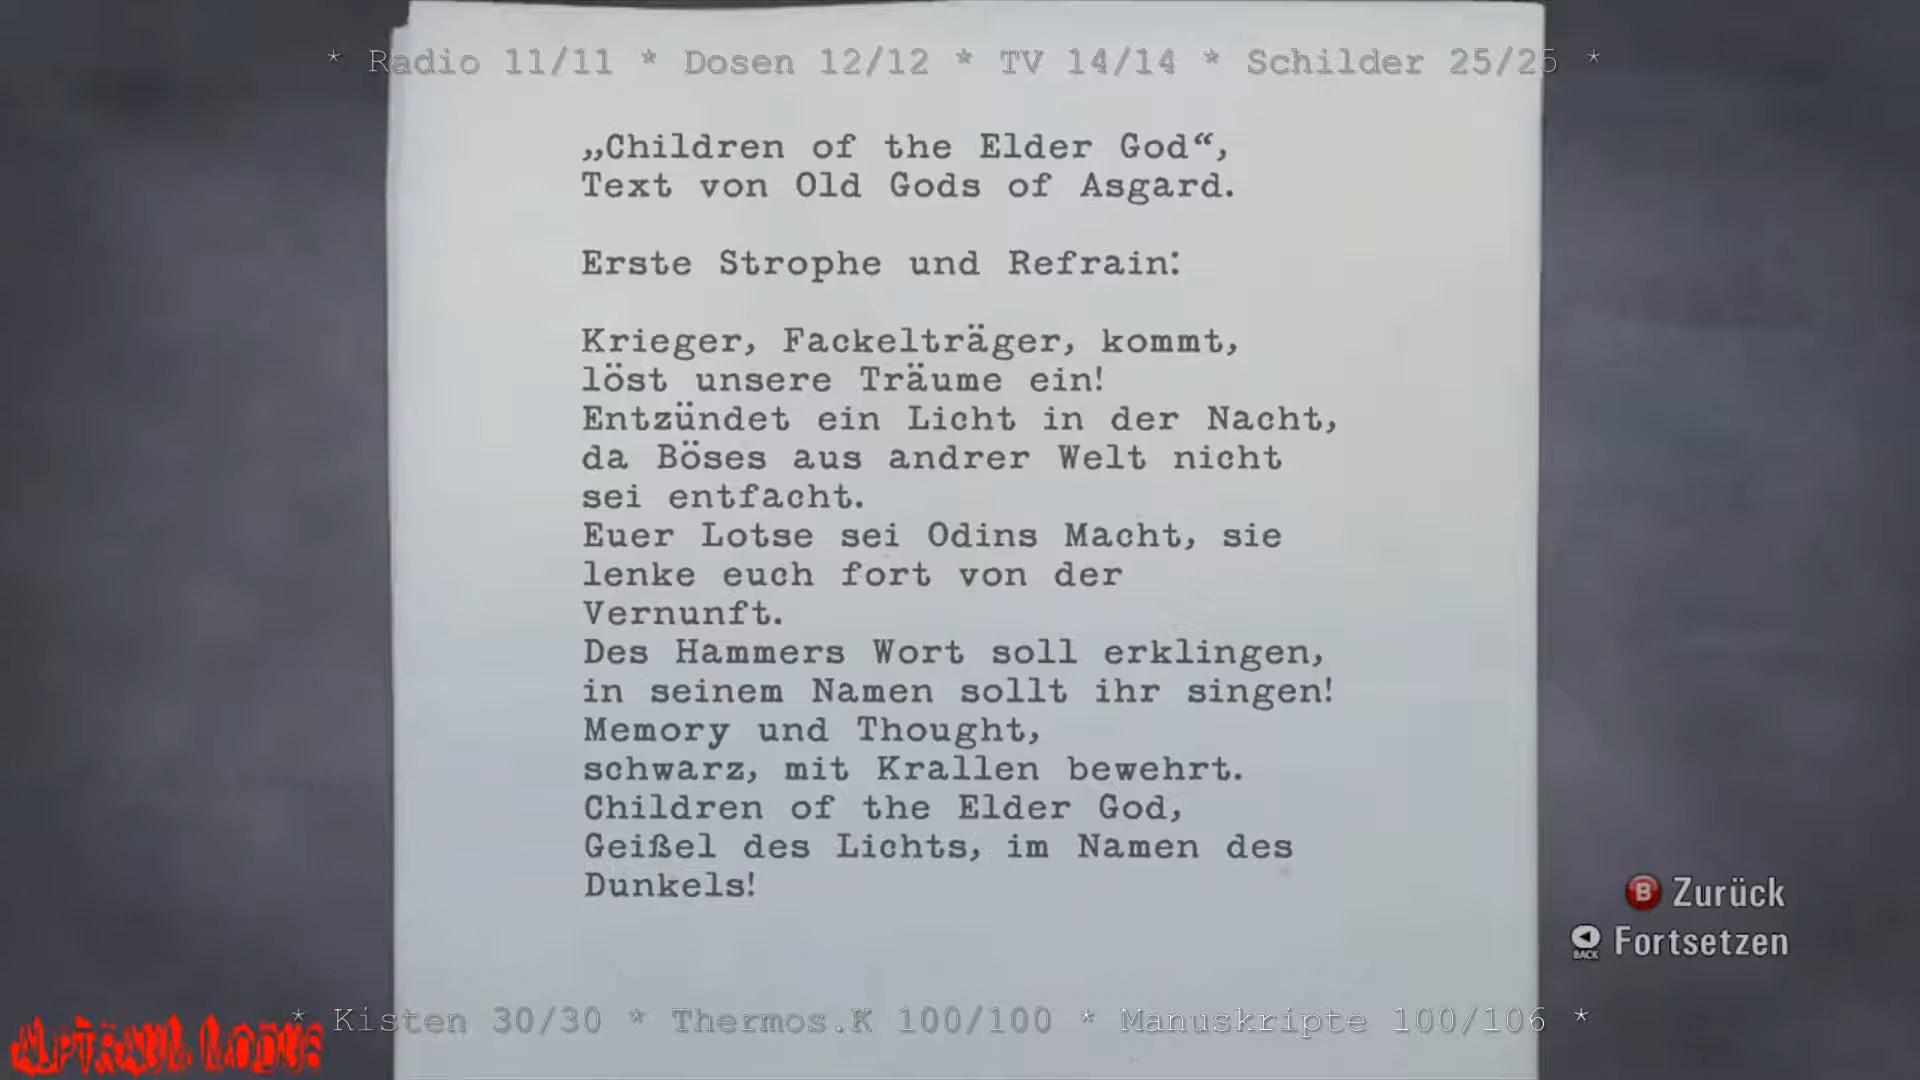 * Radio 11/11 * Dosen 12/12 * TV 14/14 * Schilder 25/25 *
„Children of the Elder God“,
Text von Old Gods of Asgard.
Erste Strophe und Refrain:
Krieger, Fackelträger, kommt,
löst unsere Träume ein!
Entzündet ein Licht in der Nacht,
da Böses aus andrer Welt nicht
sei entfacht.
Euer Lotse sei Odins Macht, sie
lenke euch fort von der
Vernunft.
Des Hammers Wort soll erklingen,
in seinem Namen sollt ihr singen!
Memory und Thought,
schwarz, mit Krallen bewehrt.
Children of the Elder God,
Geißel des Lichts, im Namen des
Dunkels!
B Zurück
BACK Fortsetzen
* Kisten 30/30 * Thermos.K 100/100 * Manuskripte 100/106 *
ALPTRAUM MODUS